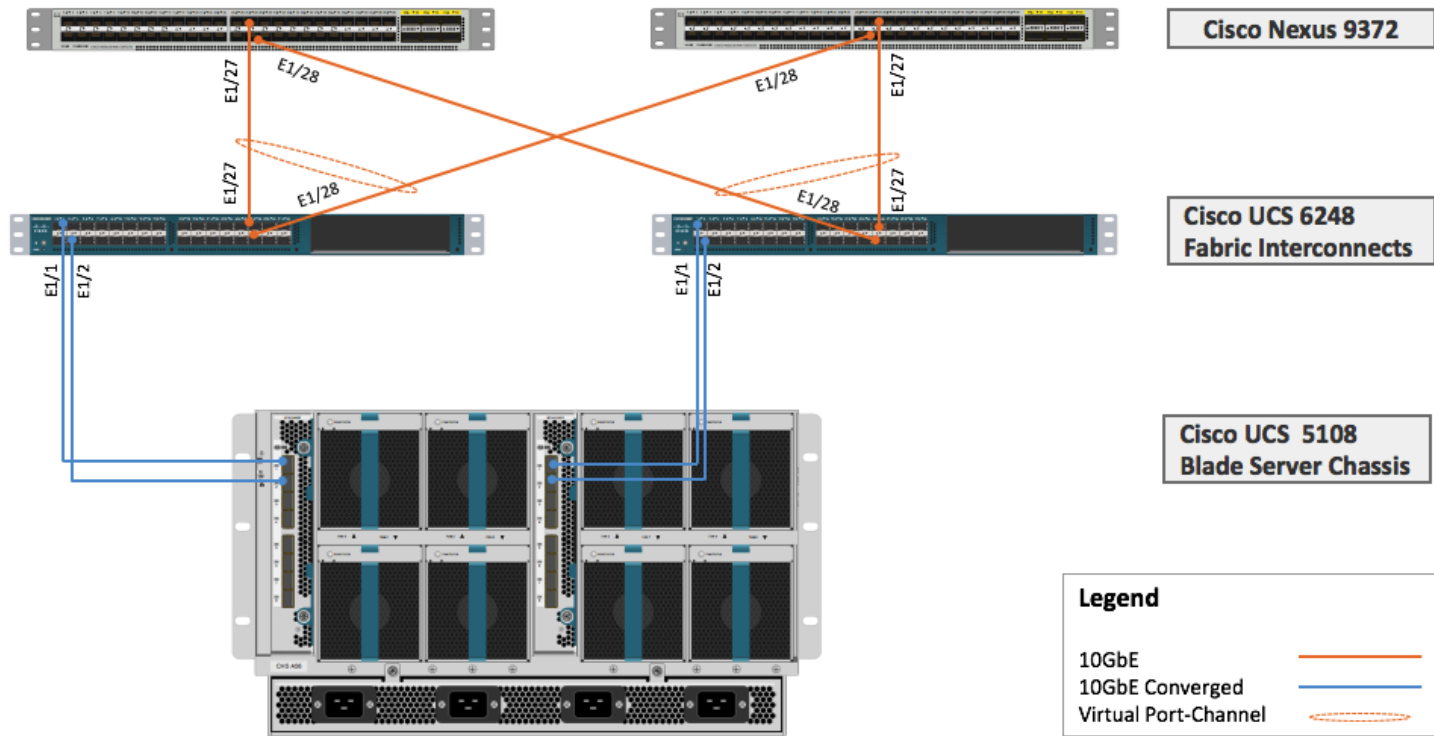 Cisco Nexus 9372
E1/27
E1/28
E1/28
E1/27
E1/27
E1/28
E1/28
E1/27
Cisco UCS 6248
Fabric Interconnects
E1/1
E1/2
E1/1
E1/2
Cisco UCS 5108
Blade Server Chassis
Legend
10GbE
10GbE Converged
Virtual Port-Channel